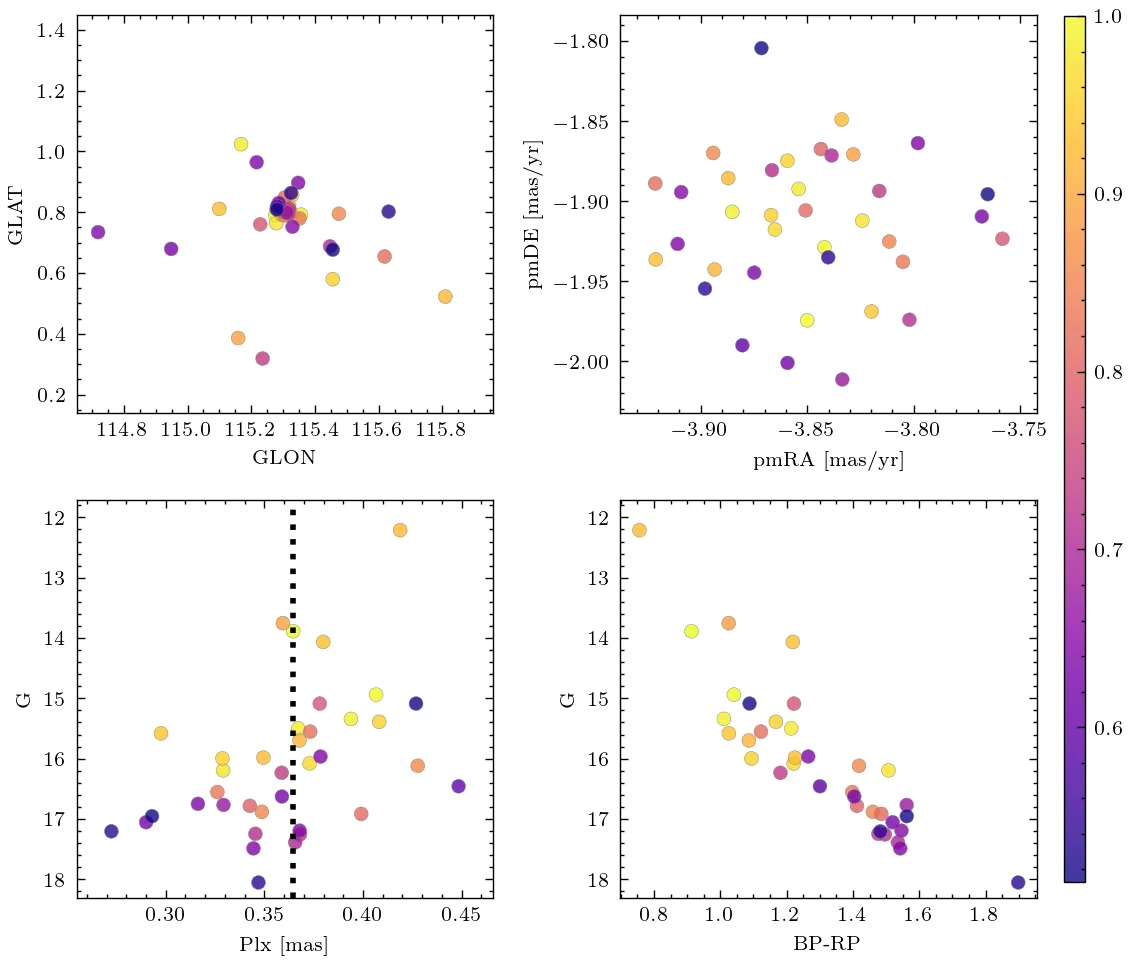 1.4
1.2
1.0
0.8
0.6
0.4
0.2
GLAT
114.8 115.0 115.2 115.4 115.6 115.8
GLON
−1.80
−1.85
−1.90
−1.95
−2.00
pmDE [mas/yr]
−3.90 −3.85 −3.80 −3.75
pmRA [mas/yr]
12
13
14
15
16
17
18
G
0.30 0.35 0.40 0.45
Plx [mas]
12
13
14
15
16
17
18
G
0.8 1.0 1.2 1.4 1.6 1.8
BP-RP
1.0
0.9
0.8
0.7
0.6